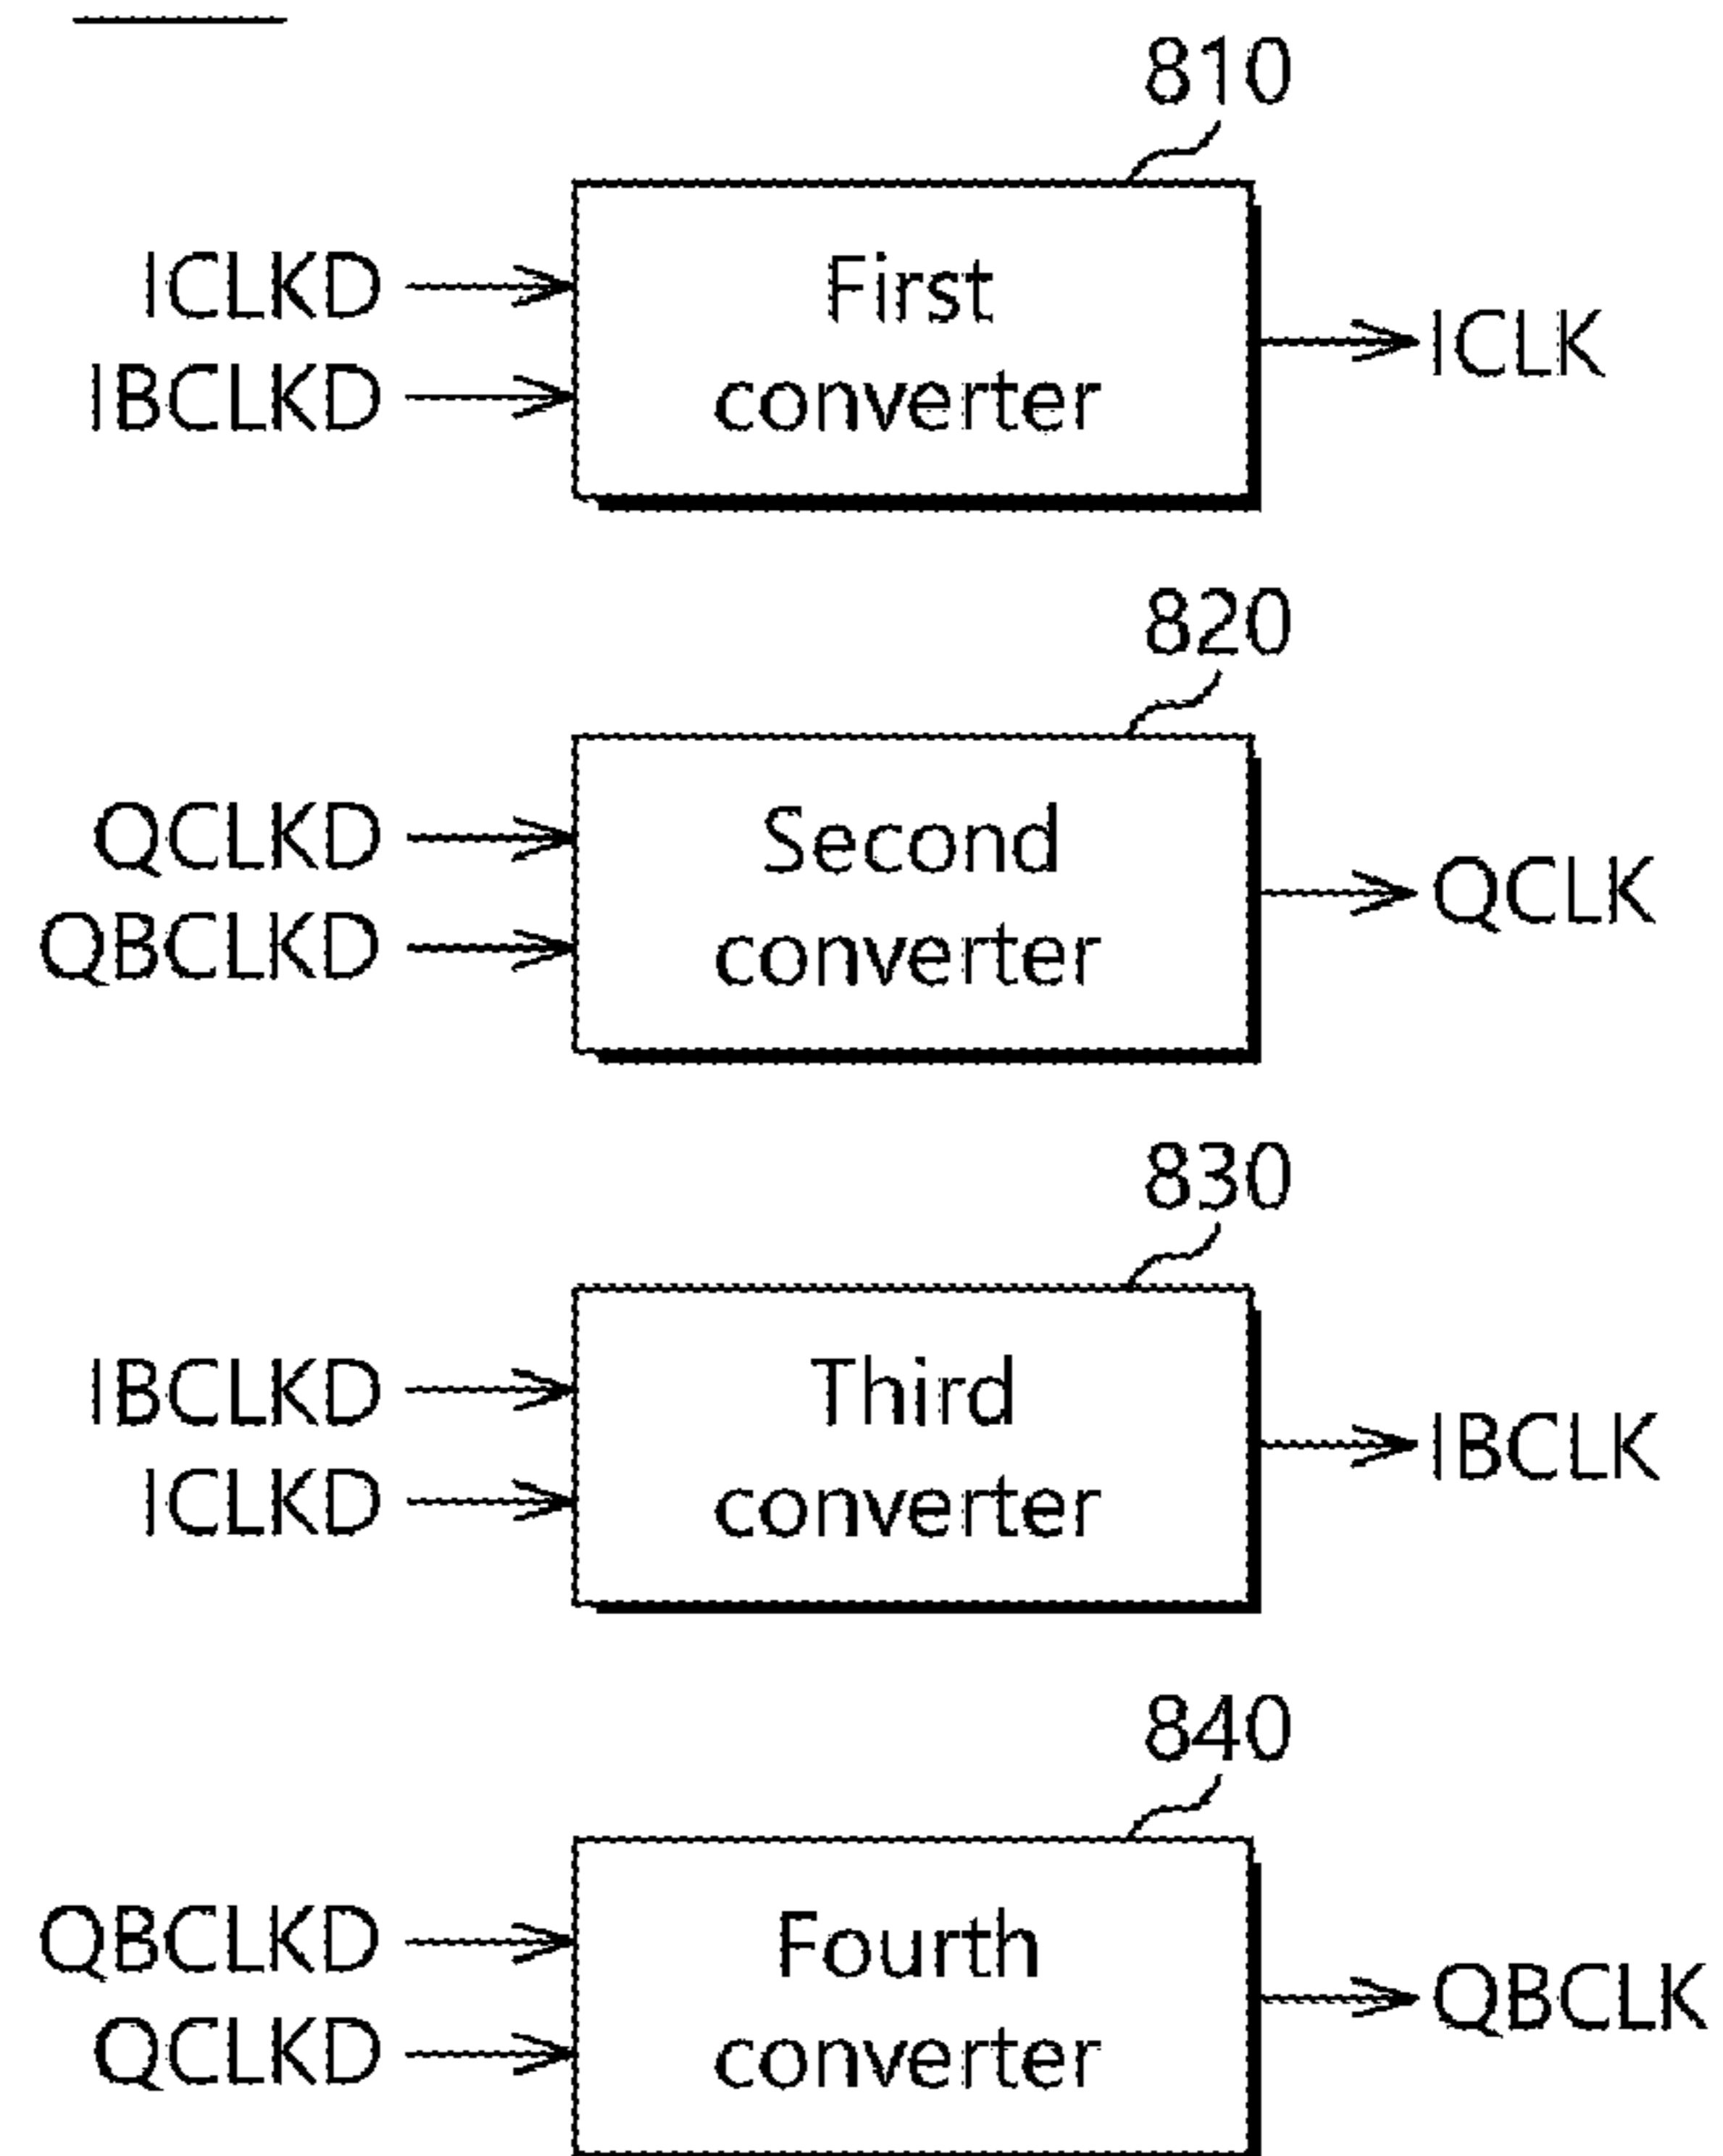 810
ICLKD
First
ICLK
IBCLKD
converter
820
QCLKD
Second
QCLK
QBCLKD
converter
830
IBCLKD
Third
IBCLK
ICLKD
converter
840
QBCLKD
Fourth
QBCLK
QCLKD
converter